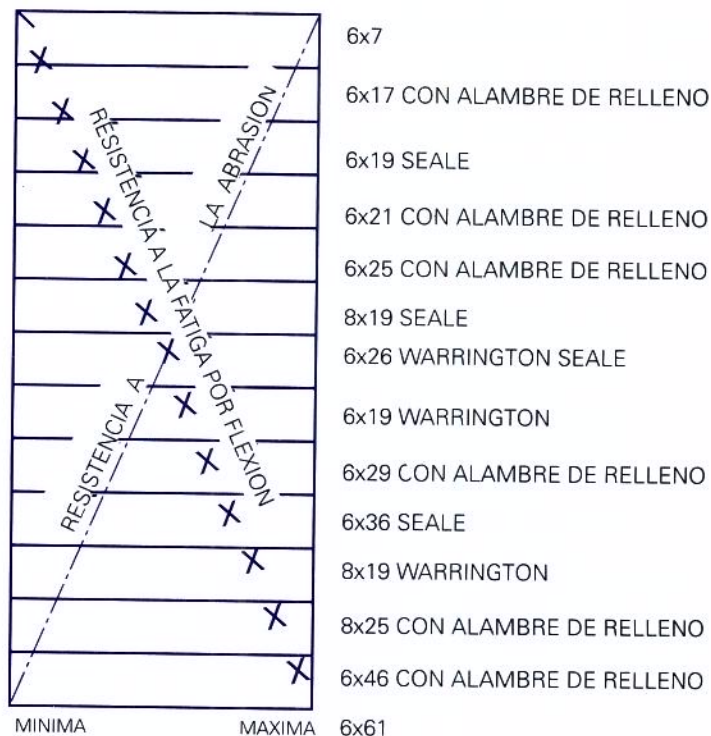 6x7
6x17 CON ALAMBRE DE RELLENO
6x19 SEALE
6x21 CON ALAMBRE DE RELLENO
6x25 CON ALAMBRE DE RELLENO
8x19 SEALE
6x26 WARRINGTON SEALE
6x19 WARRINGTON
6x29 CON ALAMBRE DE RELLENO
6x36 SEALE
8x19 WARRINGTON
8x25 CON ALAMBRE DE RELLENO
6x46 CON ALAMBRE DE RELLENO
6x61
RESISTENCIA A LA FATIGA POR FLEXION
RESISTENCIA A LA ABRASION
MINIMA
MAXIMA